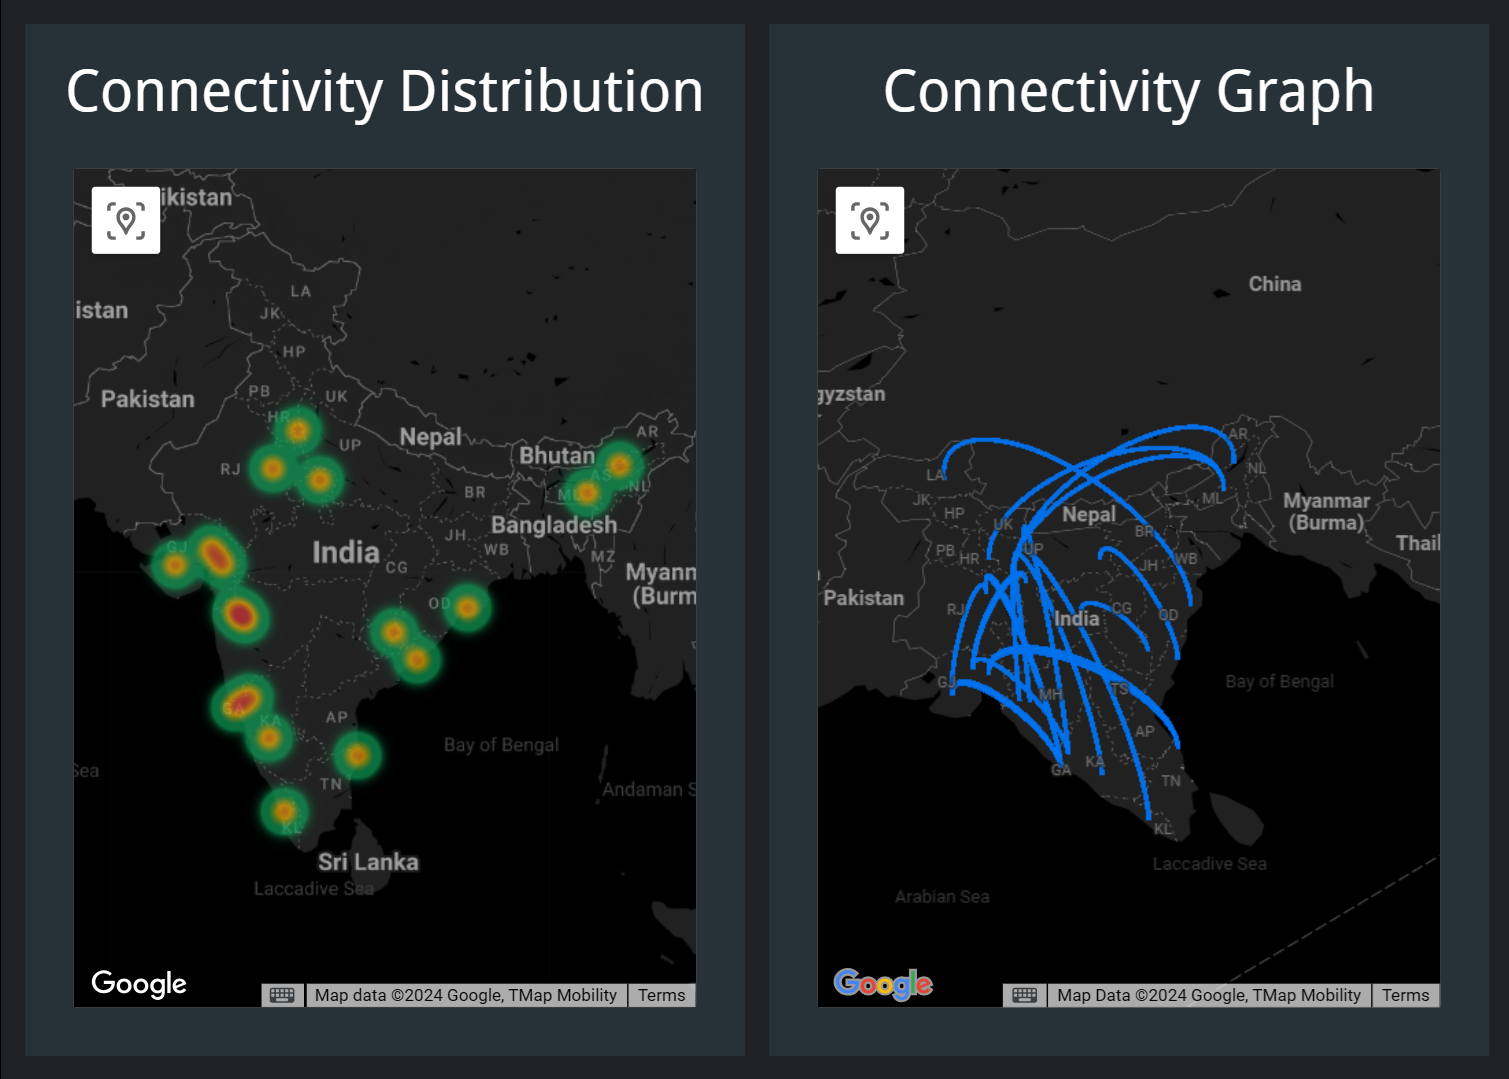 Connectivity Distribution
ikistan
LA
istan
JK
HP
PB
UK
Pakistan
HR
AR
Nepal
UP
Bhutan
RJ
AS
NL
BR
ML
Bangladesh
JH
GJ
India
WB
MZ
CG
Myann
(Burm
OD
GA
KA
AP
Bay of Bengal
Sea
TN
Andaman S
KL
Sri Lanka
Laccadive Sea
Google
Map data ©2024 Google, TMap Mobility
Terms
Connectivity Graph
China
gyzstan
AR
LA
NL
ML
JK
HP
Nepal
Myanmar
(Burma)
UK
BR
Thail
PB
HR
UP
WB
JH
Pakistan
RJ
CG
India
OD
GJ
MH
TS
Bay of Bengal
AP
GA
KA
TN
KL
Laccadive Sea
Arabian Sea
Google
Map Data ©2024 Google, TMap Mobility
Terms